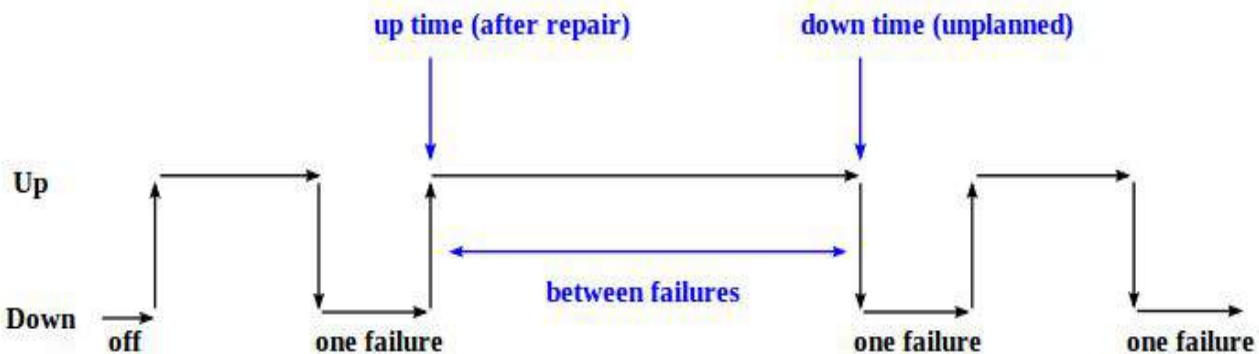 up time (after repair)
down time (unplanned)
Up
between failures
Down
off
one failure
one failure
one failure